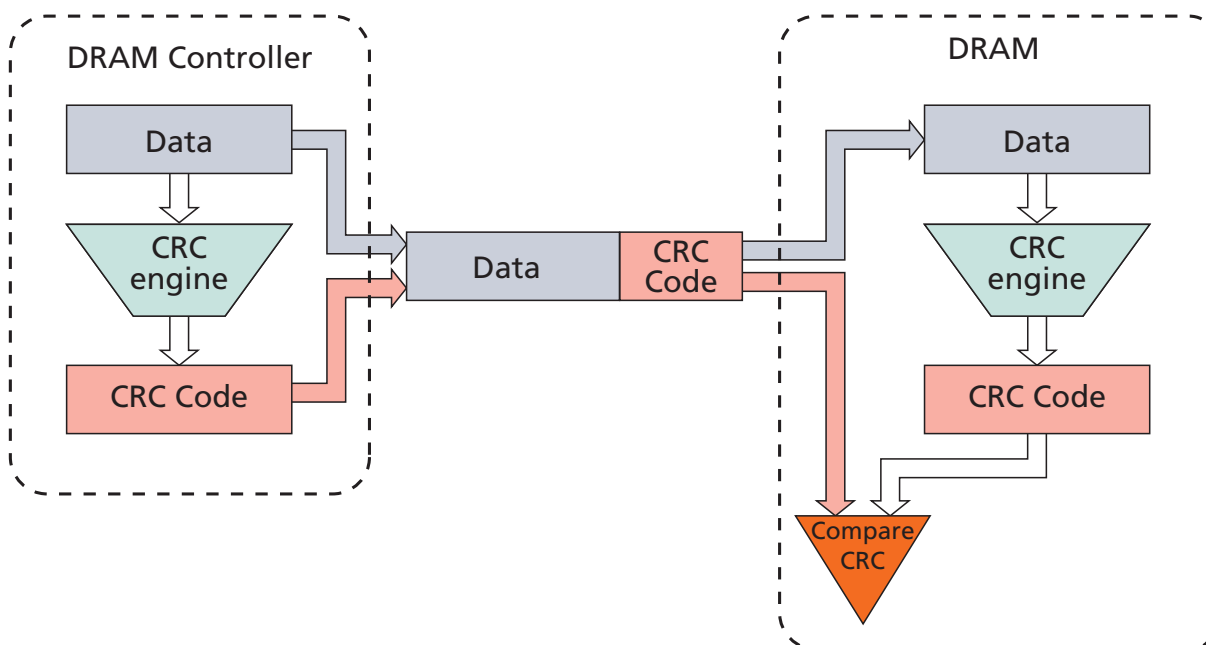 DRAM Controller
Data
CRC
engine
CRC Code
Data
CRC
Code
DRAM
Data
CRC
engine
CRC Code
Compare
CRC